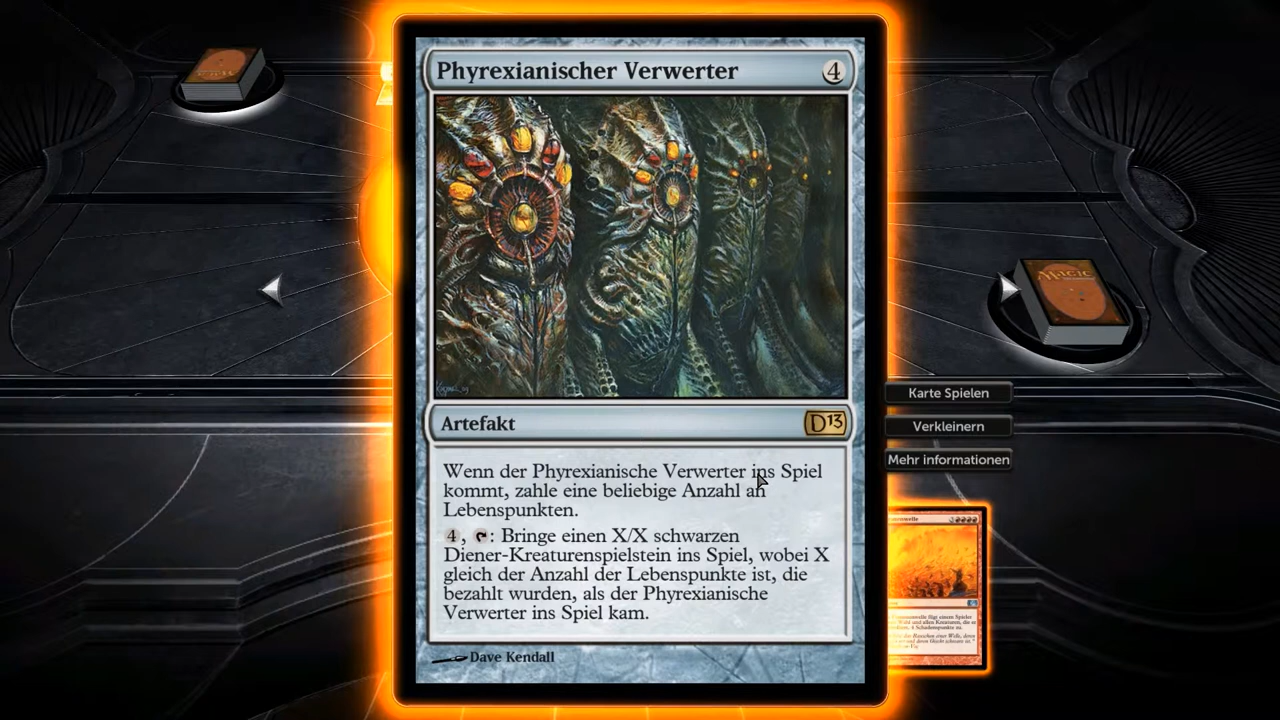 Phyrexianischer Verwerter 4
Artefakt
D13
Wenn der Phyrexianische Verwerter ins Spiel
kommt, zahle eine beliebige Anzahl an
Lebenspunkten.
4, : Bringe einen X/X schwarzen
Diener-Kreaturenspielstein ins Spiel, wobei X
gleich der Anzahl der Lebenspunkte ist, die
bezahlt wurden, als der Phyrexianische
Verwerter ins Spiel kam.
Dave Kendall
MAGIC
Karte Spielen
Verkleinern
Mehr informationen